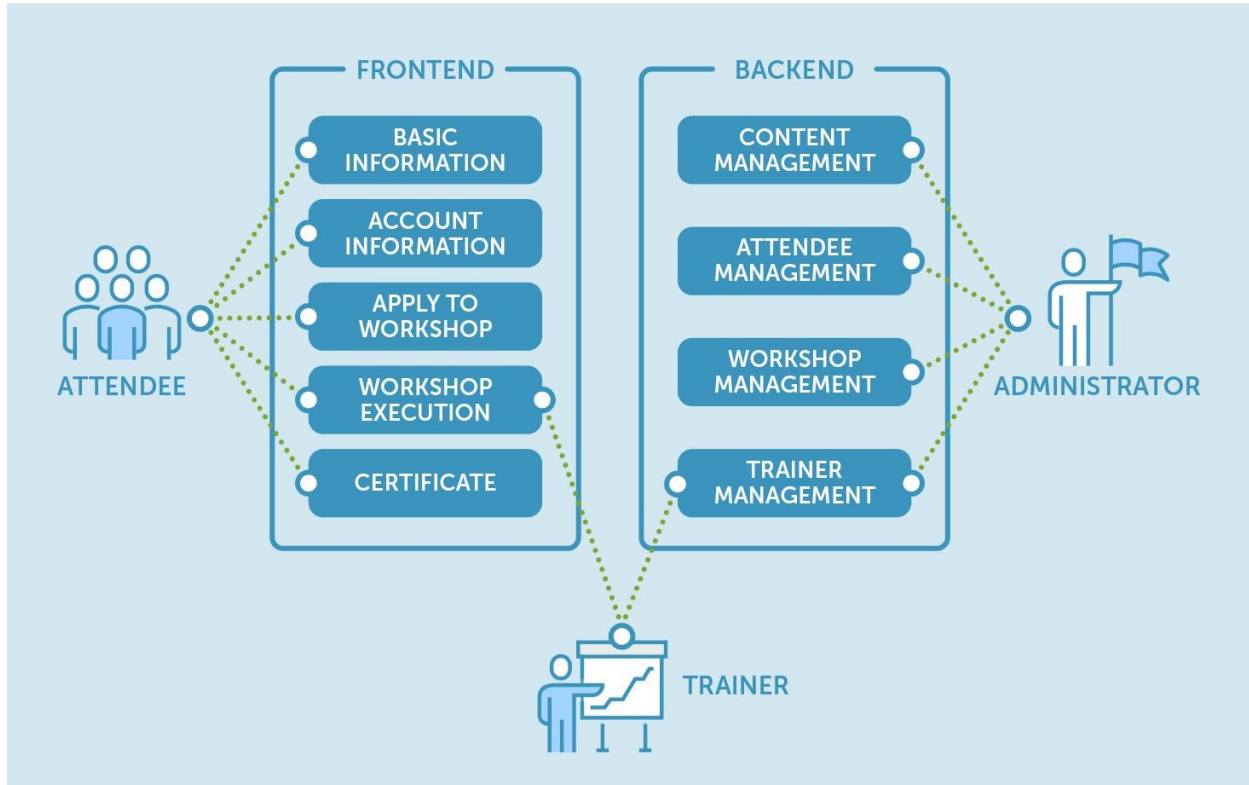 FRONTEND
BASIC
INFORMATION
ACCOUNT
INFORMATION
APPLY TO
WORKSHOP
WORKSHOP
EXECUTION
CERTIFICATE
ATTENDEE
BACKEND
CONTENT
MANAGEMENT
ATTENDEE
MANAGEMENT
WORKSHOP
MANAGEMENT
TRAINER
MANAGEMENT
ADMINISTRATOR
TRAINER